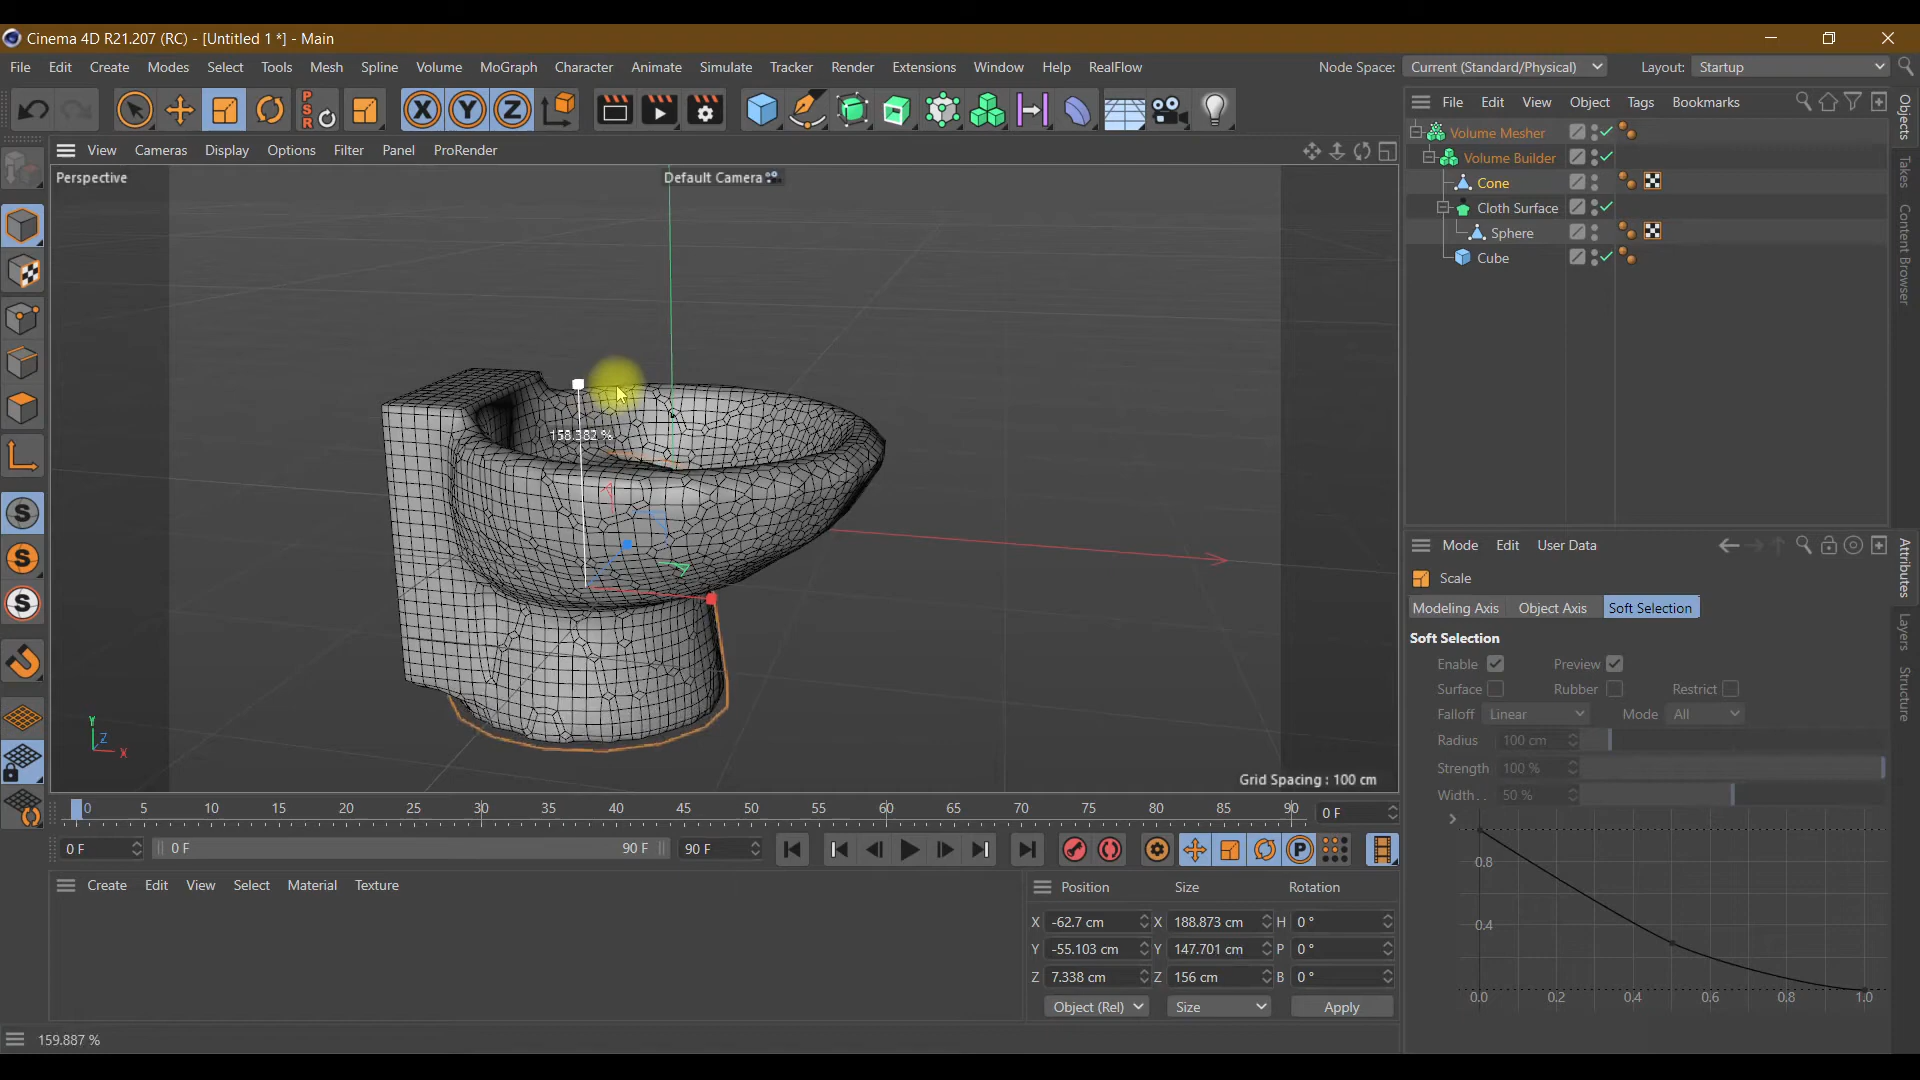 Cinema 4D R21.207 (RC) - [Untitled 1 *] - Main
File Edit Create Modes Select Tools Mesh Spline Volume MoGraph Character Animate Simulate Tracker Render Extensions Window Help RealFlow Node Space: Current (Standard/Physical) Layout: Startup
X Y Z PSR
File Edit View Object Tags Bookmarks
View Cameras Display Options Filter Panel ProRender
Perspective Default Camera
Volume Mesher
Volume Builder
Cone
Cloth Surface
Sphere
Cube
Objects
Takes
Content Browser
158.382 %
Y
Z
X
Grid Spacing : 100 cm
Mode Edit User Data
Scale
Modeling Axis Object Axis Soft Selection
Soft Selection
Enable Preview
Surface Rubber Restrict
Falloff Linear Mode All
Radius 100 cm
Strength 100 %
Width . . 50 %
0.8
0.4
0.0 0.2 0.4 0.6 0.8 1.0
Attributes
Layers
Structure
0 5 10 15 20 25 30 35 40 45 50 55 60 65 70 75 80 85 90 0 F
0 F 0 F 90 F 90 F
Create Edit View Select Material Texture
Position Size Rotation
X -62.7 cm X 188.873 cm H 0 °
Y -55.103 cm Y 147.701 cm P 0 °
Z 7.338 cm Z 156 cm B 0 °
Object (Rel) Size Apply
159.887 %